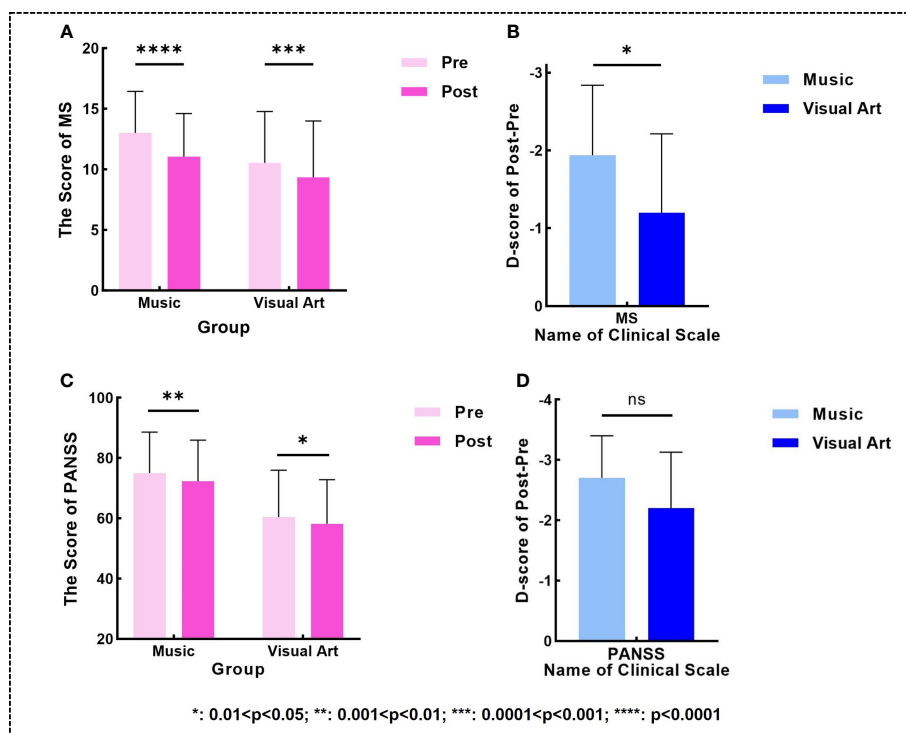 A
20
15
10
5
0
The Score of MS
****
***
Music
Visual Art
Group
Pre
Post
B
-3
-2
-1
0
D-score of Post-Pre
*
MS
Name of Clinical Scale
Music
Visual Art
C
100
80
60
40
20
The Score of PANSS
**
*
Music
Visual Art
Group
Pre
Post
D
-4
-3
-2
-1
0
D-score of Post-Pre
ns
PANSS
Name of Clinical Scale
Music
Visual Art
*: 0.01<p<0.05; **: 0.001<p<0.01; ***: 0.0001<p<0.001; ****: p<0.0001